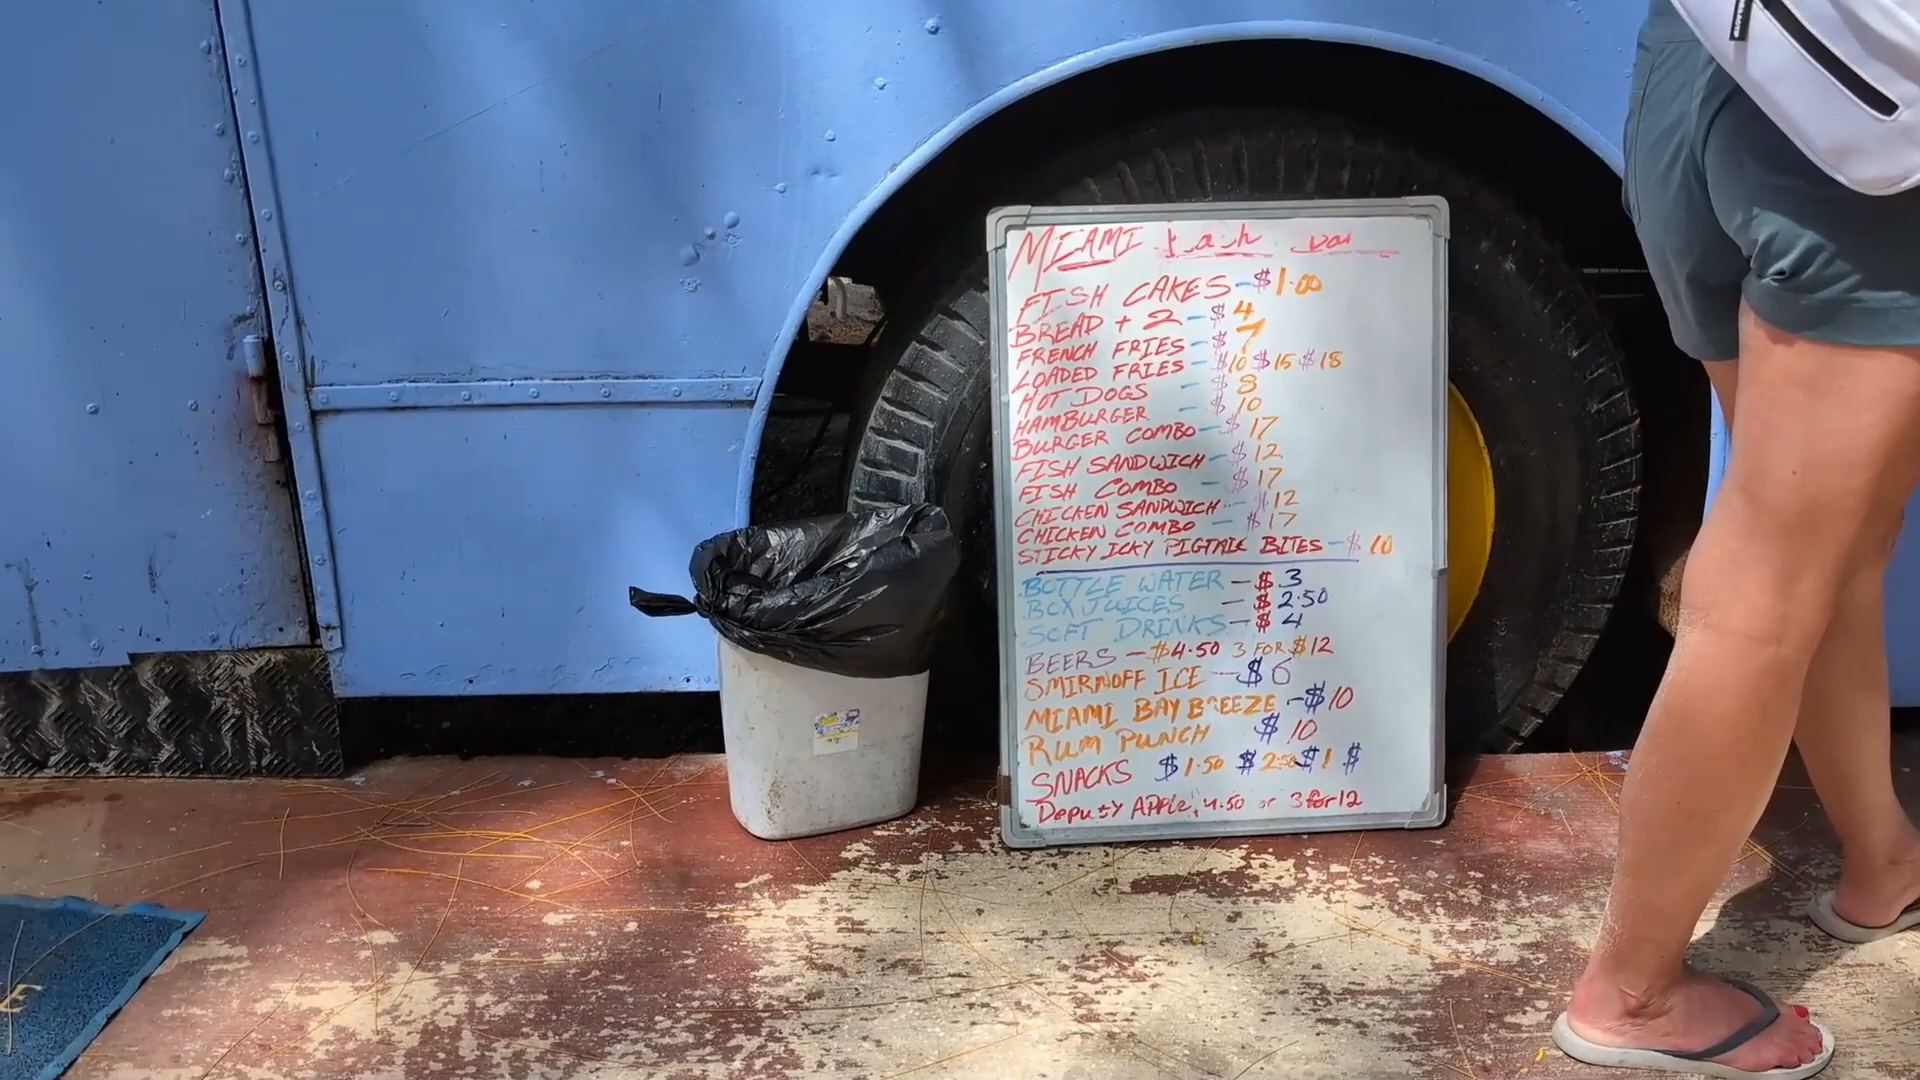 MIAMI
FISH CAKES - $1.00
BREAD + 2 - $4
FRENCH FRIES - $7
LOADED FRIES - $10 $15 $18
HOT DOGS - $8
HAMBURGER - $10
BURGER COMBO - $17
FISH SANDWICH - $12
FISH COMBO - $17
CHICKEN SANDWICH - $12
CHICKEN COMBO - $17
STICKY ICKY PIGTAIL BITES - $10
BOTTLE WATER - $3
BOX JUICES - $2.50
SOFT DRINKS - $4
BEERS - $4.50 3 FOR $12
SMIRNOFF ICE - $6
MIAMI BAY BREEZE - $10
RUM PUNCH $10
SNACKS $1.50 $2.50 $1 $
Deputy Apple, 4.50 or 3 for 12